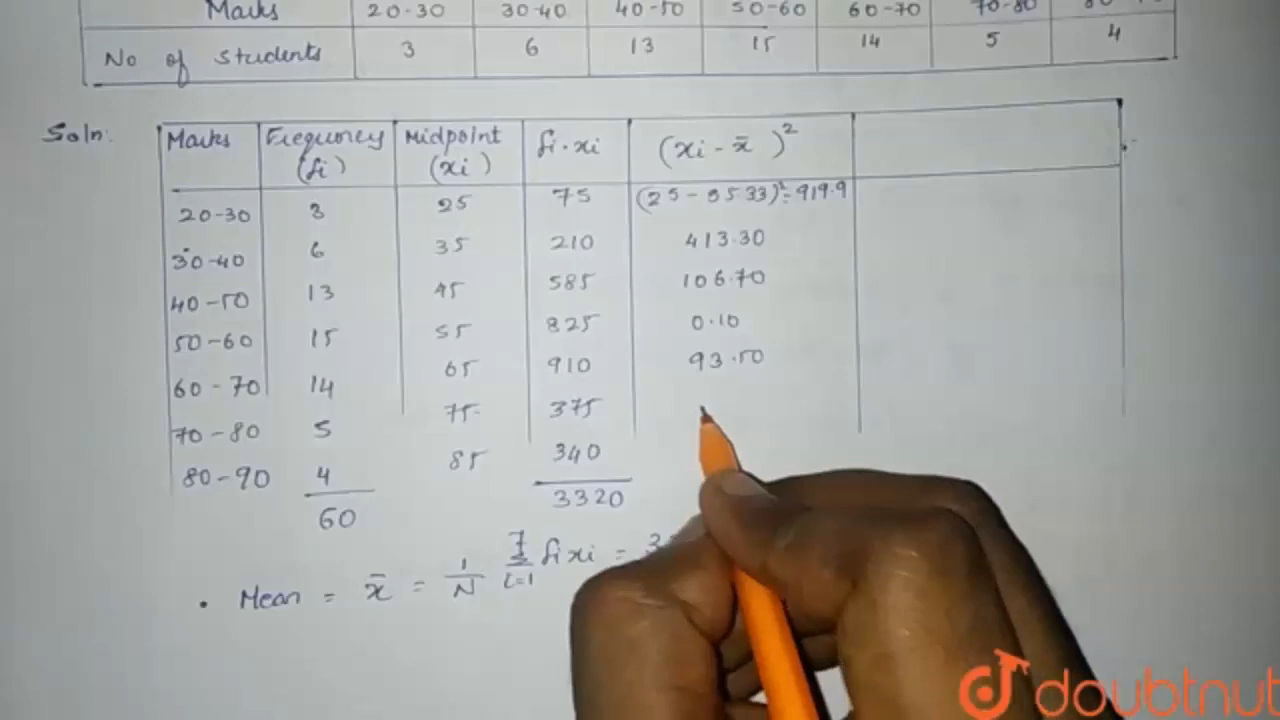 Marks 20-30 30-40 40-50 50-60 60-70 70-80
No of students 3 6 13 15 14 5 4
Soln:
Marks Frequency (fi) Midpoint (xi) fi·xi (xi - x̄)²
20-30 3 25 75 (25-55.33)²=919.9
30-40 6 35 210 413.30
40-50 13 45 585 106.70
50-60 15 55 825 0.10
60-70 14 65 910 93.50
70-80 5 75 375
80-90 4 85 340
60 3320
• Mean = x̄ = 1/N 7 Σ i=1 fixi =
doubtnut